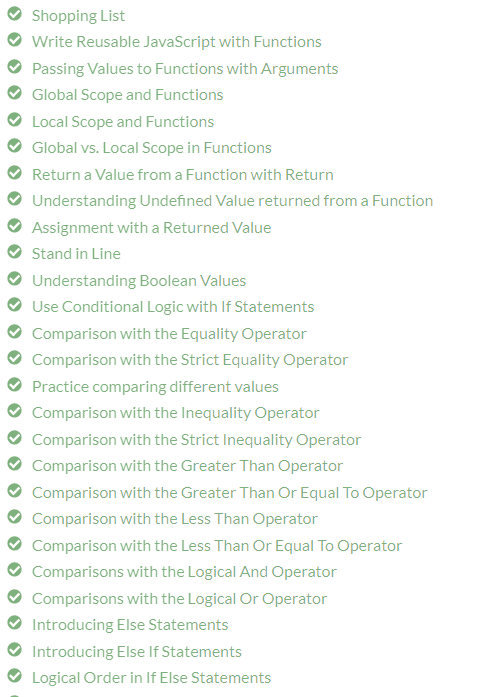 Shopping List
Write Reusable JavaScript with Functions
Passing Values to Functions with Arguments
Global Scope and Functions
Local Scope and Functions
Global vs. Local Scope in Functions
Return a Value from a Function with Return
Understanding Undefined Value returned from a Function
Assignment with a Returned Value
Stand in Line
Understanding Boolean Values
Use Conditional Logic with If Statements
Comparison with the Equality Operator
Comparison with the Strict Equality Operator
Practice comparing different values
Comparison with the Inequality Operator
Comparison with the Strict Inequality Operator
Comparison with the Greater Than Operator
Comparison with the Greater Than Or Equal To Operator
Comparison with the Less Than Operator
Comparison with the Less Than Or Equal To Operator
Comparisons with the Logical And Operator
Comparisons with the Logical Or Operator
Introducing Else Statements
Introducing Else If Statements
Logical Order in If Else Statements